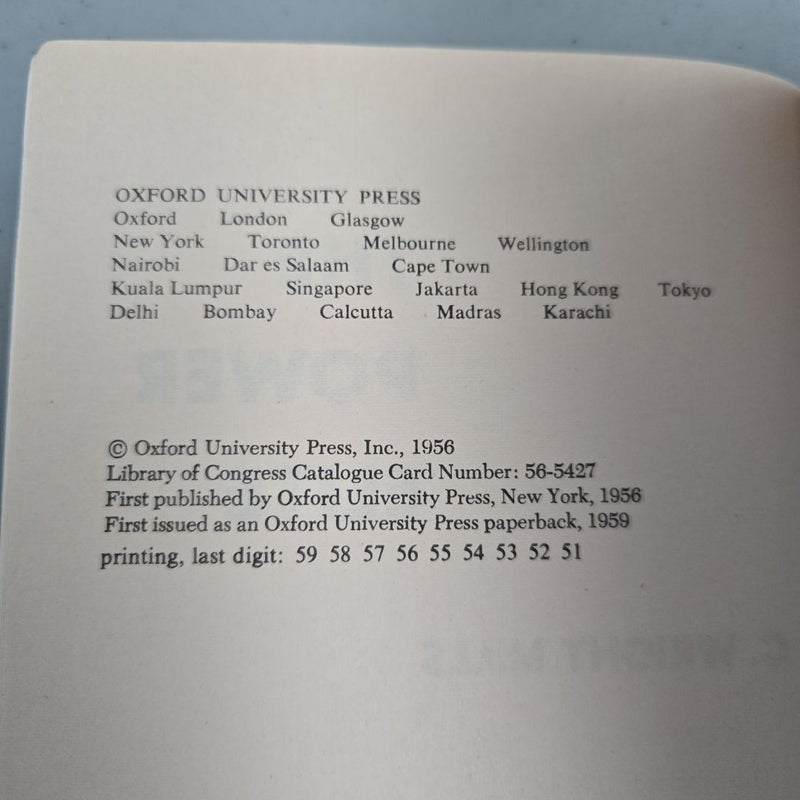 OXFORD UNIVERSITY PRESS
Oxford London Glasgow
New York Toronto Melbourne Wellington
Nairobi Dar es Salaam Cape Town
Kuala Lumpur Singapore Jakarta Hong Kong Tokyo
Delhi Bombay Calcutta Madras Karachi
POWER
© Oxford University Press, Inc., 1956
Library of Congress Catalogue Card Number: 56-5427
First published by Oxford University Press, New York, 1956
First issued as an Oxford University Press paperback, 1959
printing, last digit: 59 58 57 56 55 54 53 52 51
C. WRIGHT MILLS